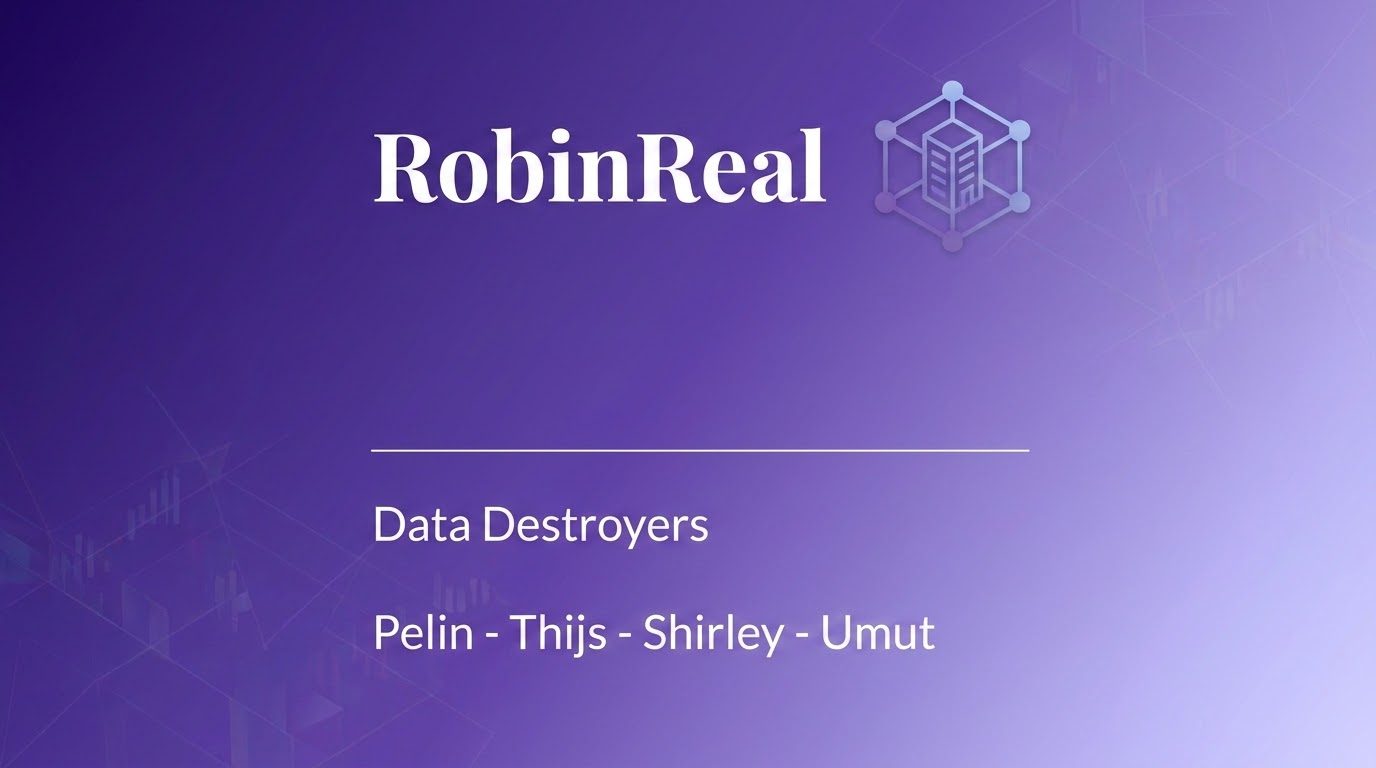 RobinReal
Data Destroyers
Pelin - Thijs - Shirley - Umut